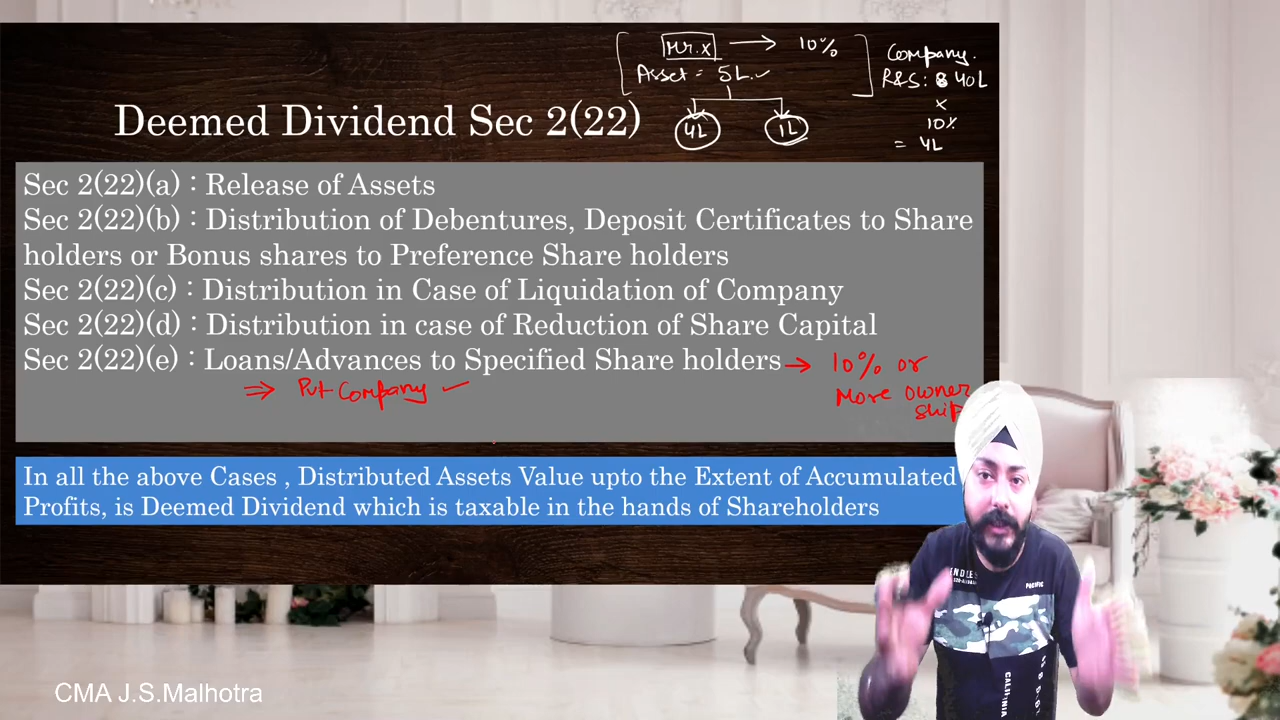 Mr.x → 10%
Asset = 5L
4L 1L
Company.
R&S: 40L
x
10%
= 4L
Deemed Dividend Sec 2(22)
Sec 2(22)(a) : Release of Assets
Sec 2(22)(b) : Distribution of Debentures, Deposit Certificates to Share
holders or Bonus shares to Preference Share holders
Sec 2(22)(c) : Distribution in Case of Liquidation of Company
Sec 2(22)(d) : Distribution in case of Reduction of Share Capital
Sec 2(22)(e) : Loans/Advances to Specified Share holders → 10% or
More owner
ship
⇒ Pvt Company ✓
In all the above Cases , Distributed Assets Value upto the Extent of Accumulated
Profits, is Deemed Dividend which is taxable in the hands of Shareholders
PACIFIC
CALIFINIA
CMA J.S.Malhotra